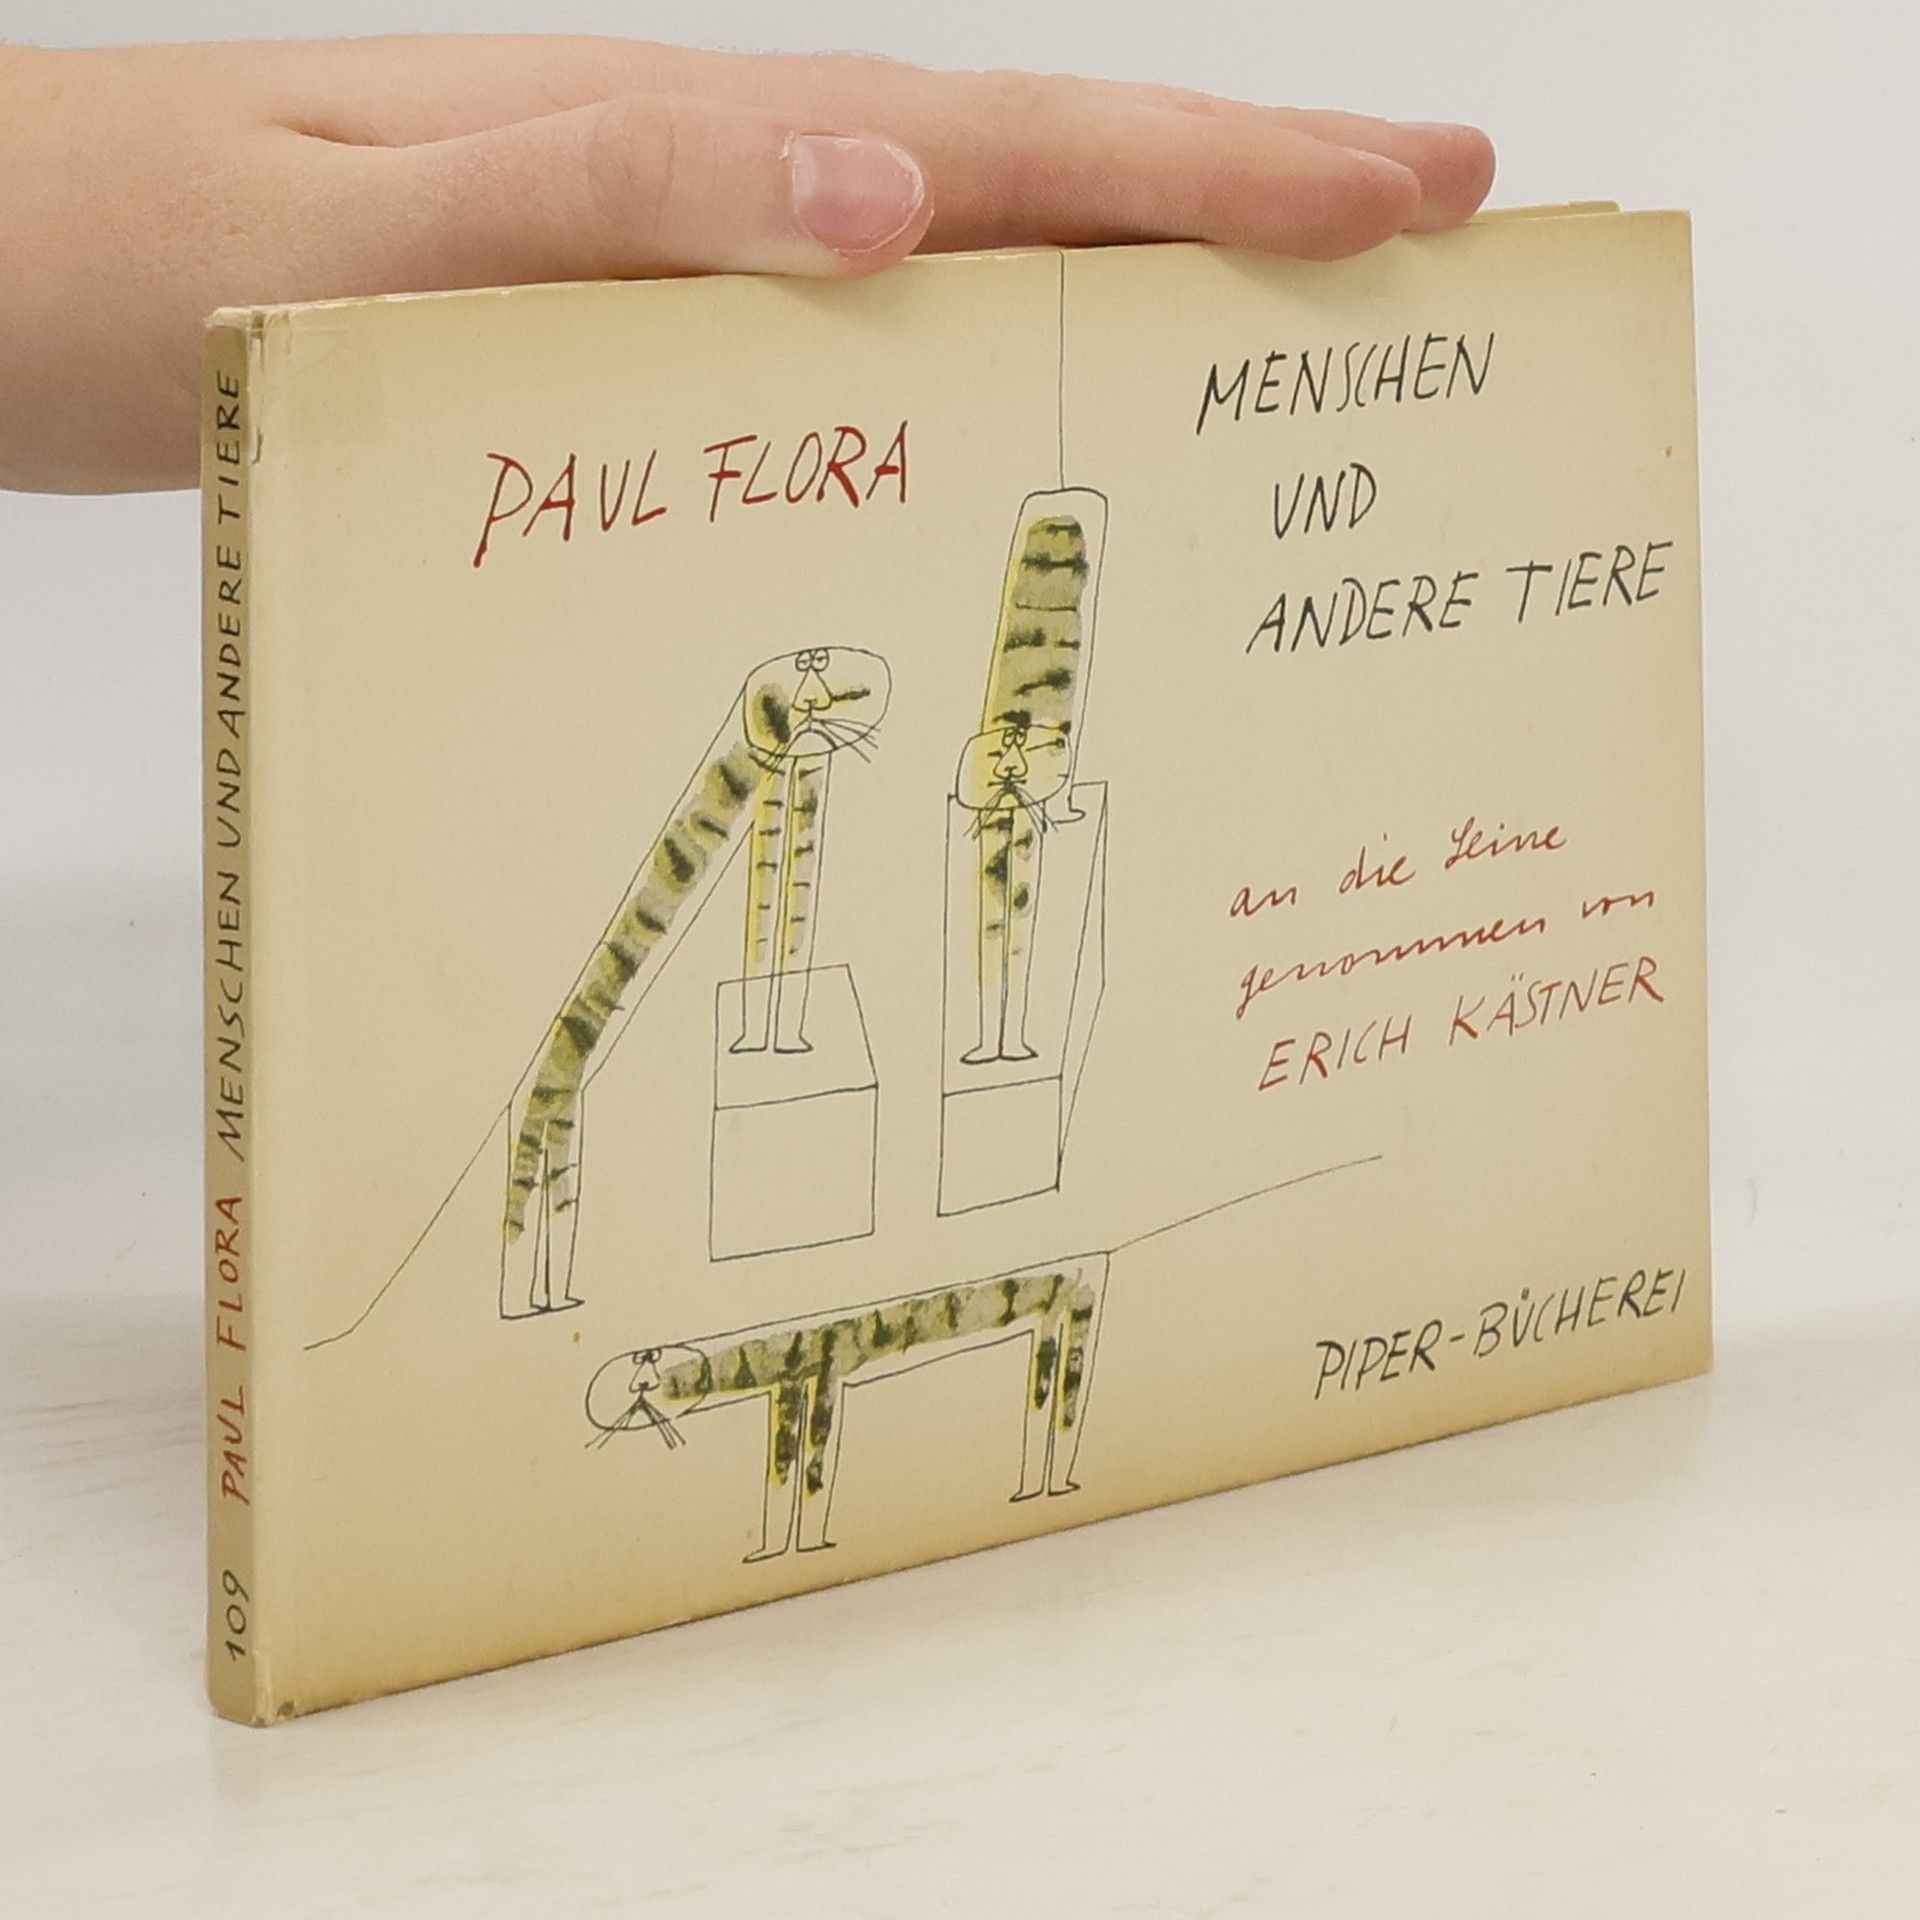 PAUL FLORA
MENSCHEN
UND
ANDERE TIERE
an die Leine
genommen von
ERICH KÄSTNER
PIPER-BÜCHEREI
109 PAUL FLORA MENSCHEN UND ANDERE TIERE